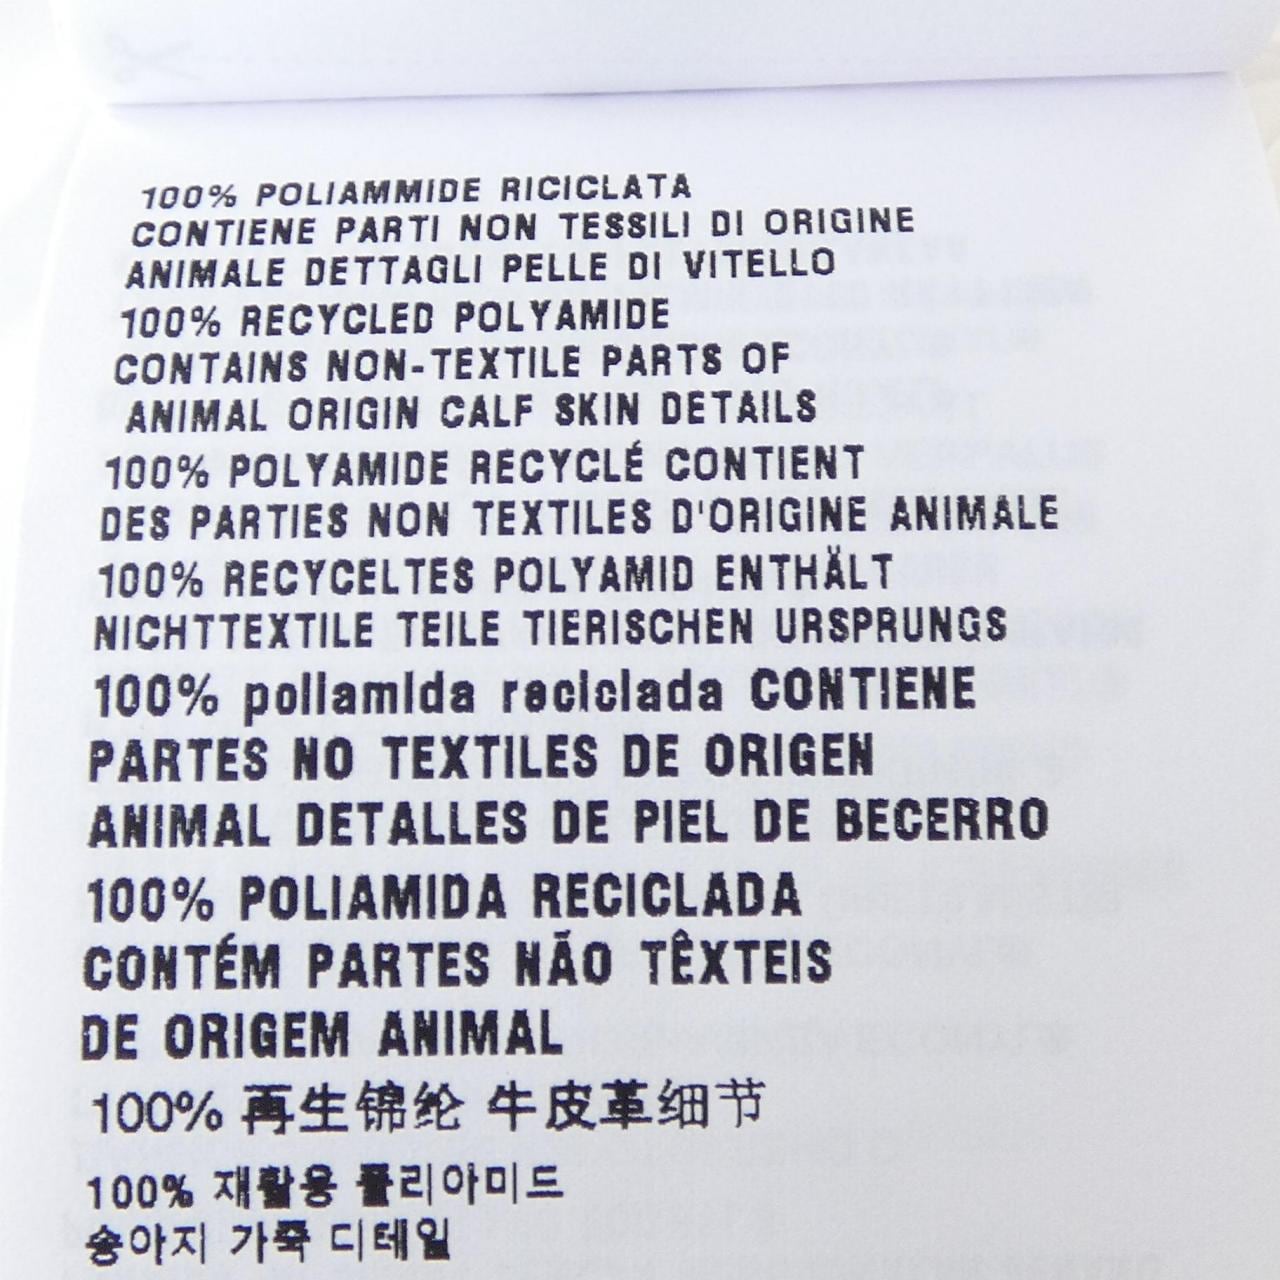 100% POLIAMMIDE RICICLATA
CONTIENE PARTI NON TESSILI DI ORIGINE
ANIMALE DETTAGLI PELLE DI VITELLO
100% RECYCLED POLYAMIDE
CONTAINS NON-TEXTILE PARTS OF
ANIMAL ORIGIN CALF SKIN DETAILS
100% POLYAMIDE RECYCLÉ CONTIENT
DES PARTIES NON TEXTILES D'ORIGINE ANIMALE
100% RECYCELTES POLYAMID ENTHÄLT
NICHTTEXTILE TEILE TIERISCHEN URSPRUNGS
100% poliamida reciclada CONTIENE
PARTES NO TEXTILES DE ORIGEN
ANIMAL DETALLES DE PIEL DE BECERRO
100% POLIAMIDA RECICLADA
CONTÉM PARTES NÃO TÊXTEIS
DE ORIGEM ANIMAL
100% 再生锦纶 牛皮革细节
100% 재활용 폴리아미드
송아지 가죽 디테일